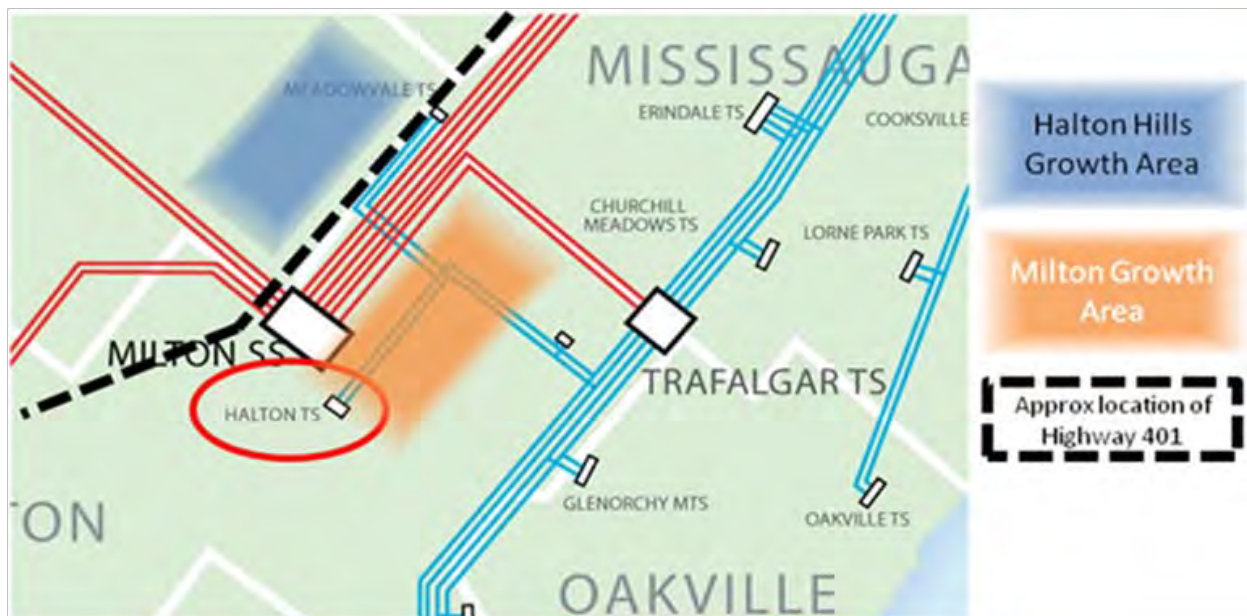 MISSISSAUGA
MEADOWVALE TS
ERINDALE TS
COOKSVILLE
CHURCHILL
MEADOWS TS
LORNE PARK TS
MILTON SS
TRAFALGAR TS
HALTON TS
GLENORCHY MTS
OAKVILLE TS
TON
OAKVILLE
Halton Hills
Growth Area
Milton Growth
Area
Approx location of
Highway 401